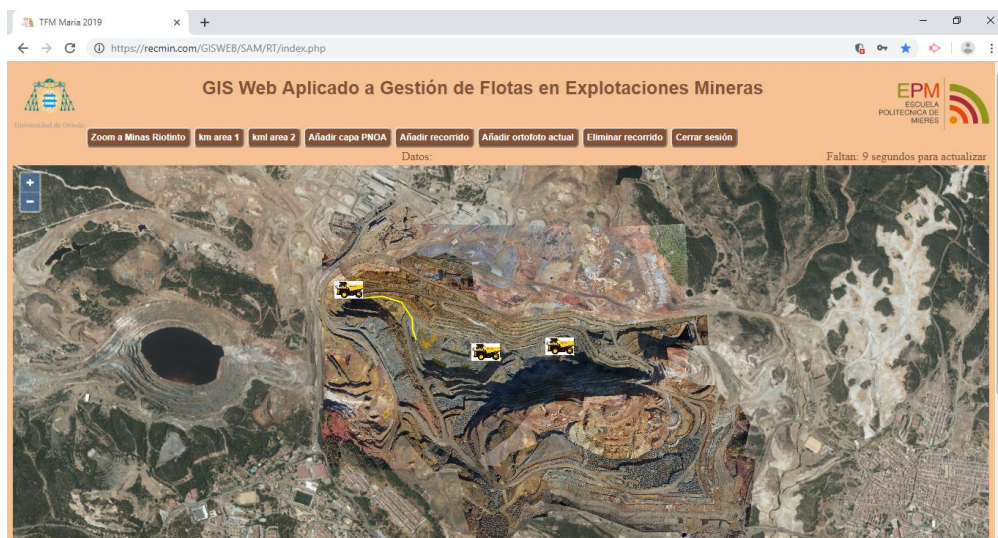 TFM Maria 2019
https://recmin.com/GISWEB/SAM/RT/index.php
GIS Web Aplicado a Gestión de Flotas en Explotaciones Mineras
Universidad de Oviedo
EPM
ESCUELA
POLITECNICA DE
MIERES
Zoom a Minas Riotinto km area 1 kml area 2 Añadir capa PNOA Añadir recorrido Añadir ortofoto actual Eliminar recorrido Cerrar sesión
Datos: Faltan: 9 segundos para actualizar
+
−